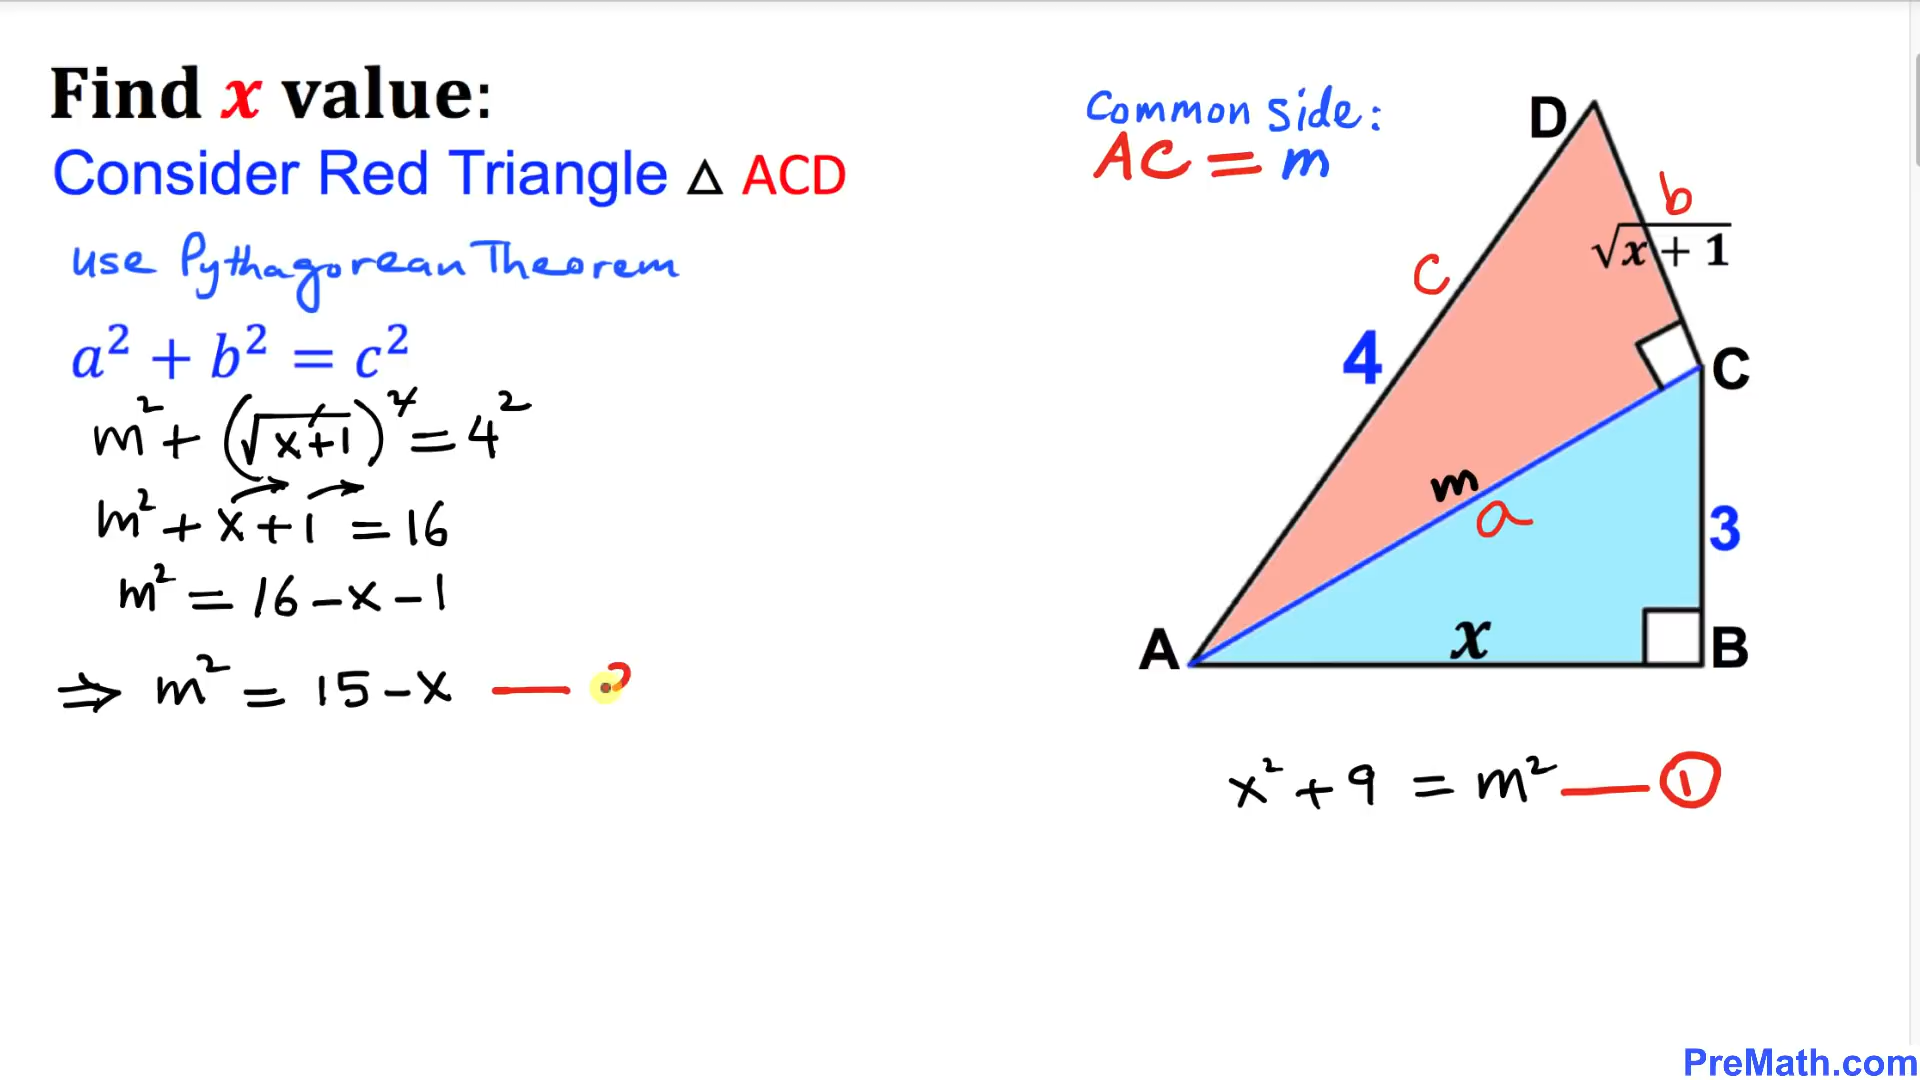 Find x value:
Consider Red Triangle △ ACD
use Pythagorean Theorem
a² + b² = c²
m² + (√x+1)² = 4²
m² + x + 1 = 16
m² = 16 - x - 1
⇒ m² = 15 - x —
Common side:
AC = m
D
b
√x + 1
c
4
C
m
a
3
x
A
B
x² + 9 = m² — ①
PreMath.com